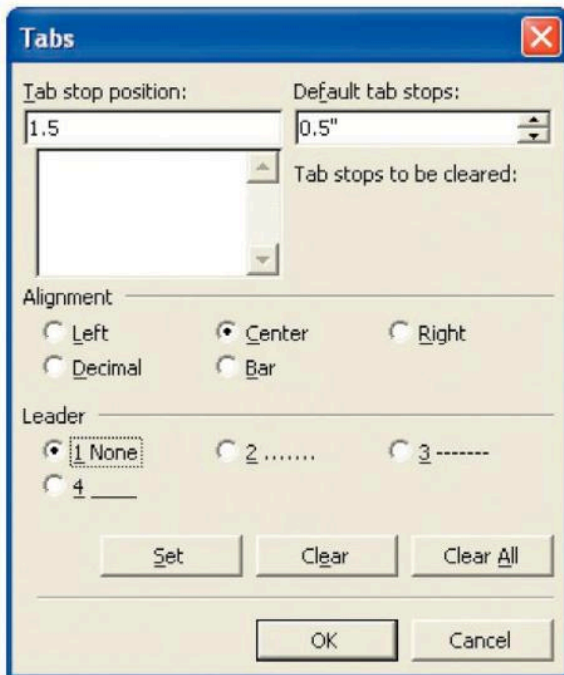 Tabs
Tab stop position: Default tab stops:
1.5 0.5"
Tab stops to be cleared:
Alignment
Left Center Right
Decimal Bar
Leader
1 None 2 ....... 3 -------
4 ____
Set Clear Clear All
OK Cancel